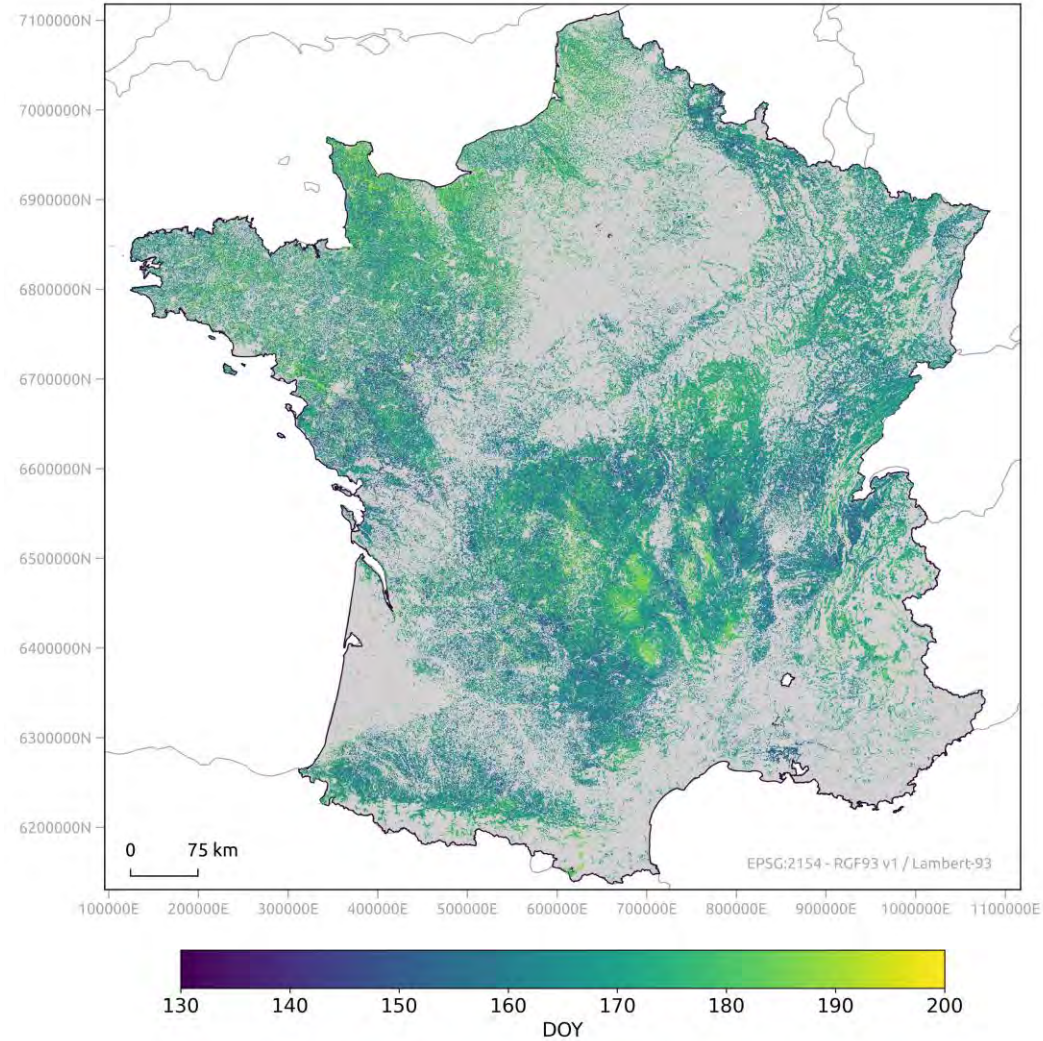 7100000N
7000000N
6900000N
6800000N
6700000N
6600000N
6500000N
6400000N
6300000N
6200000N
0 75 km
EPSG:2154 - RGF93 v1 / Lambert-93
100000E 200000E 300000E 400000E 500000E 600000E 700000E 800000E 900000E 1000000E 1100000E
130 140 150 160 170 180 190 200
DOY